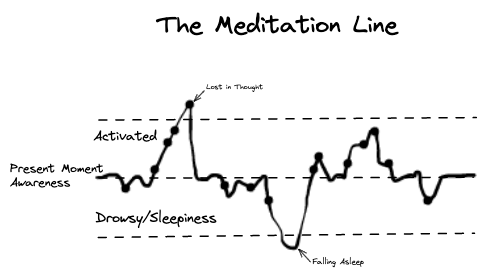 The Meditation Line
Lost in Thought
Activated
Present Moment
Awareness
Drowsy/Sleepiness
Falling Asleep